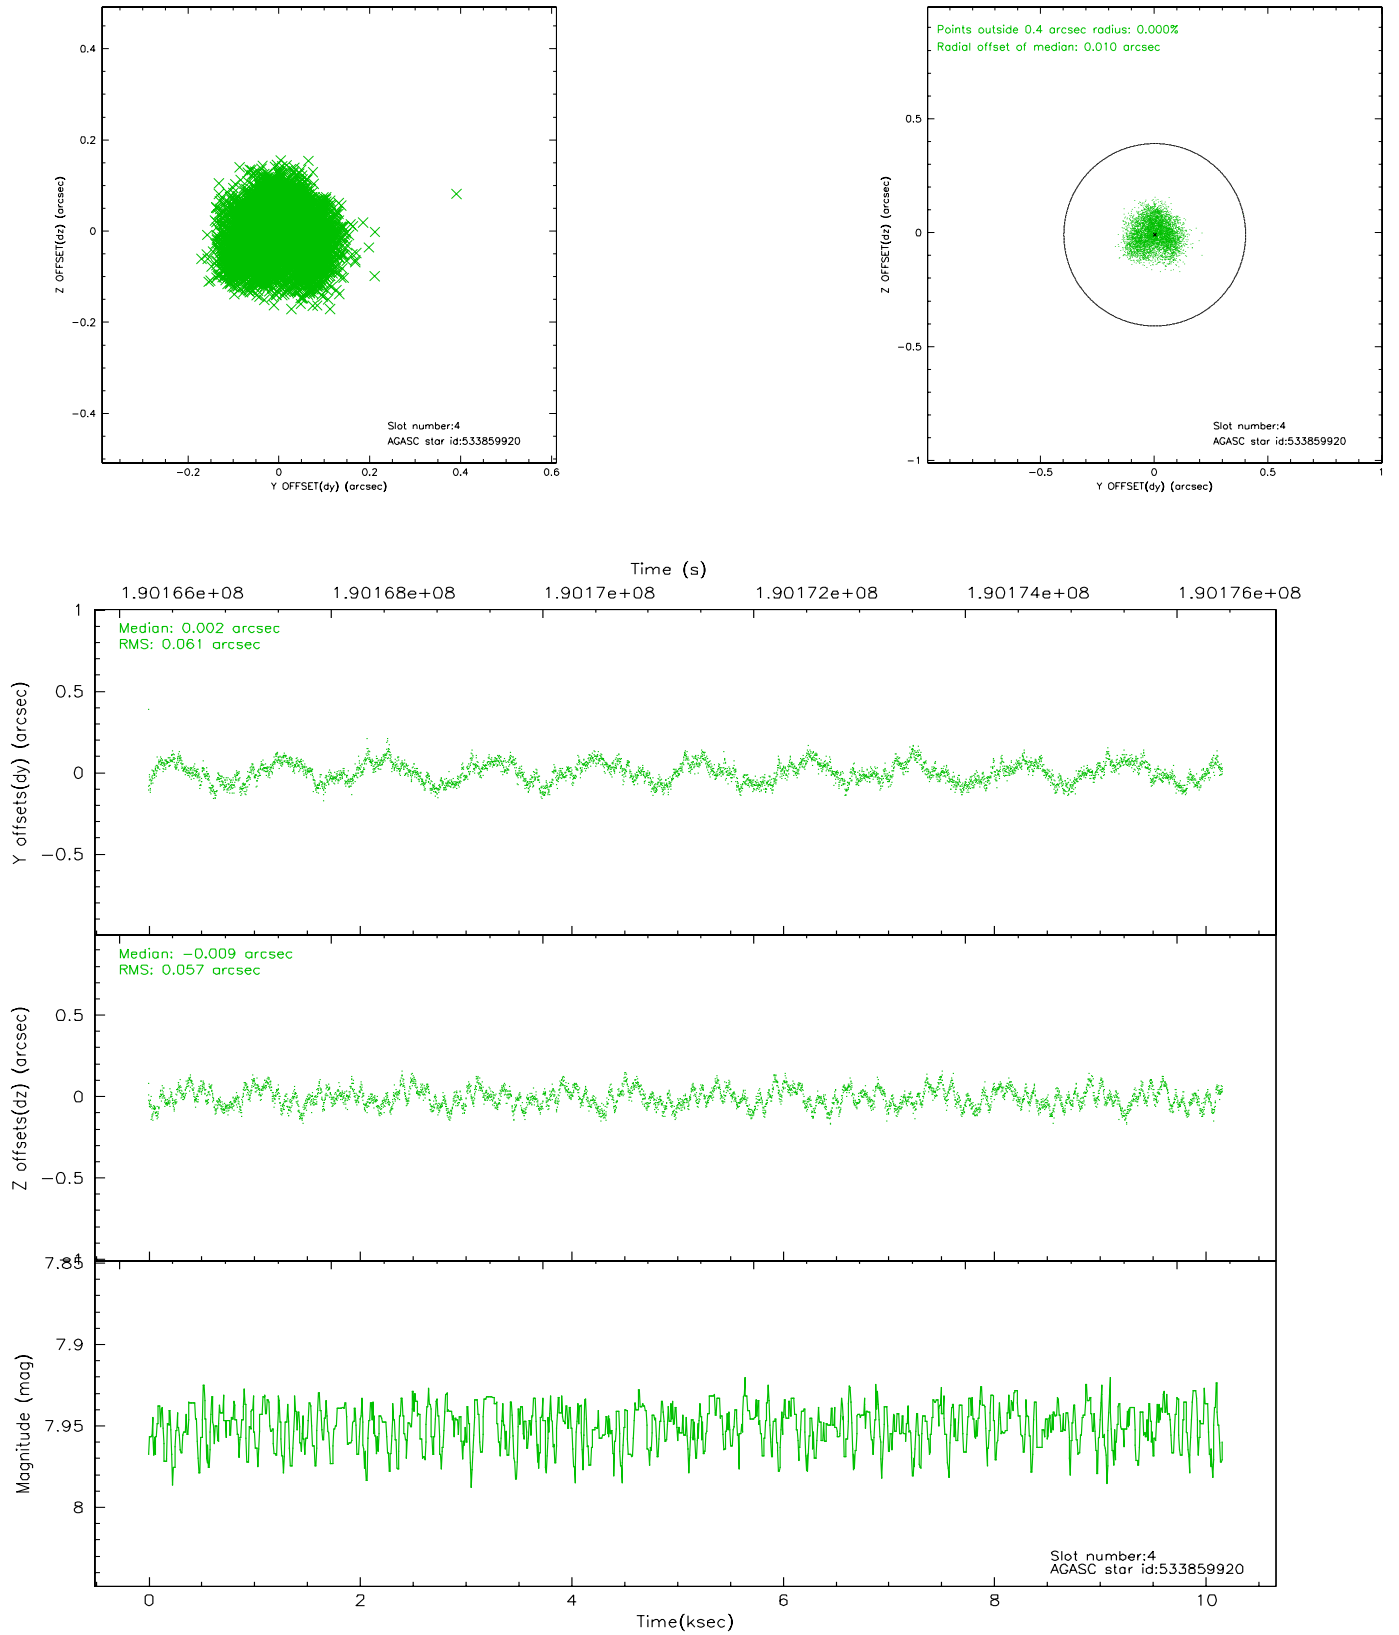 0.4
0.2
0
−0.2
−0.4
Z OFFSET(dz) (arcsec)
Slot number:4
AGASC star id:533859920
−0.2 0 0.2 0.4 0.6
Y OFFSET(dy) (arcsec)
Points outside 0.4 arcsec radius: 0.000%
Radial offset of median: 0.010 arcsec
0.5
0
−0.5
−1
Z OFFSET(dz) (arcsec)
Slot number:4
AGASC star id:533859920
−0.5 0 0.5 1
Y OFFSET(dy) (arcsec)
Time (s)
1.90166e+08 1.90168e+08 1.9017e+08 1.90172e+08 1.90174e+08 1.90176e+08
1
0.5
0
−0.5
Y offsets(dy) (arcsec)
Median: 0.002 arcsec
RMS: 0.061 arcsec
0.5
0
−0.5
−1
Z offsets(dz) (arcsec)
Median: −0.009 arcsec
RMS: 0.057 arcsec
7.85
7.9
7.95
8
Magnitude (mag)
Slot number:4
AGASC star id:533859920
0 2 4 6 8 10
Time(ksec)